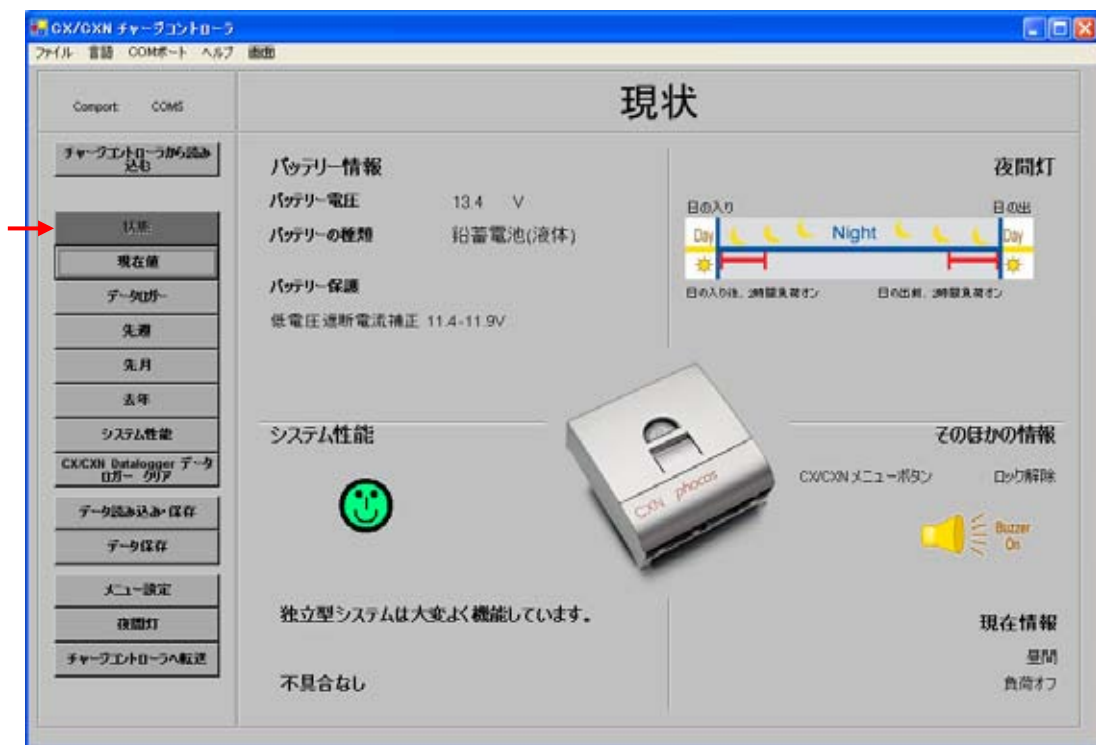 CX/CXN チャージコントローラ
ファイル 言語 COMポート ヘルプ 画面
Comport: COM5
現状
チャージコントローラから読み
込む
状態
現在値
データロガー
先週
先月
去年
システム性能
CX/CXN Datalogger データ
ロガー クリア
データ読み込み・保存
データ保存
メニュー設定
夜間灯
チャージコントローラへ転送
バッテリー情報
バッテリー電圧 13.4 V
バッテリーの種類 鉛蓄電池(液体)
バッテリー保護
低電圧遮断電流補正 11.4-11.9V
夜間灯
日の入り 日の出
Day Night Day
日の入り後、2時間負荷オン 日の出前、2時間負荷オン
システム性能
CXN phocos
独立型システムは大変よく機能しています。
不具合なし
そのほかの情報
CX/CXNメニューボタン ロック解除
Buzzer
On
現在情報
昼間
負荷オフ